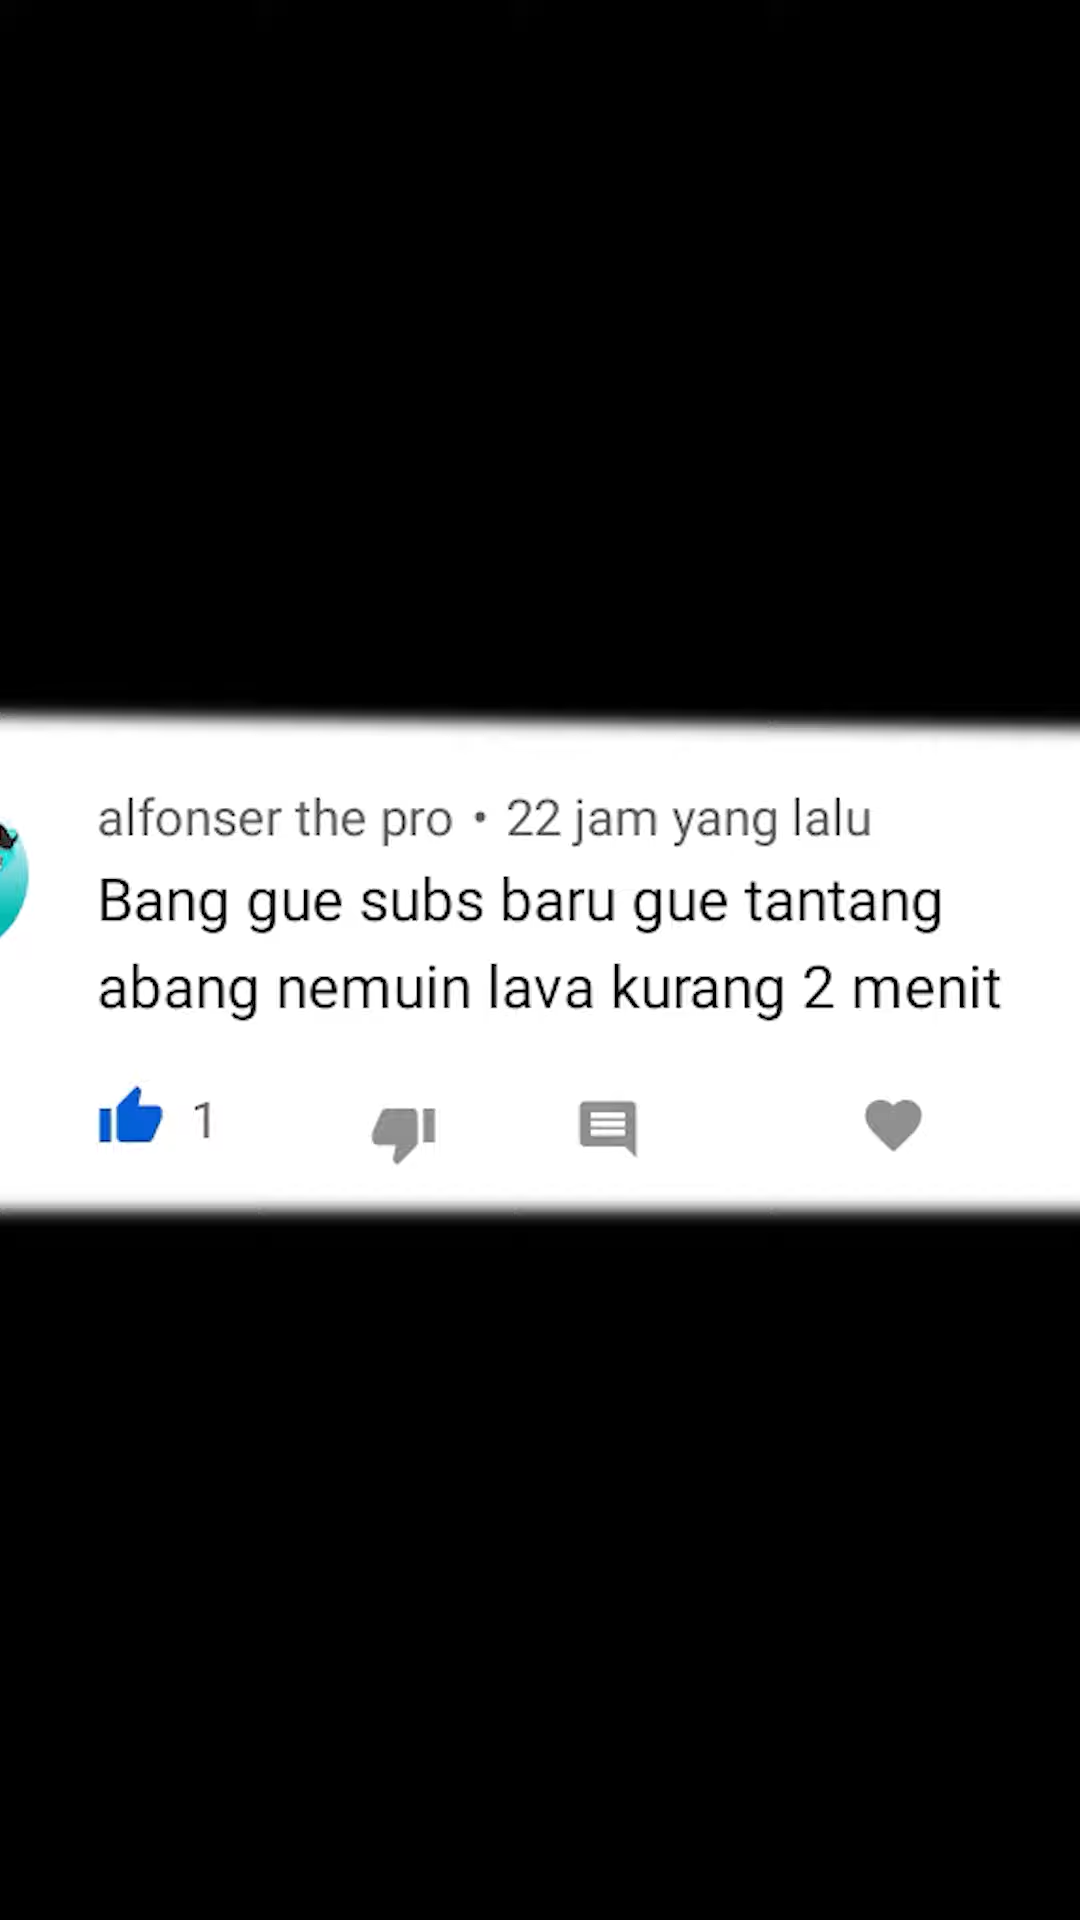 alfonser the pro • 22 jam yang lalu
Bang gue subs baru gue tantang
abang nemuin lava kurang 2 menit
1